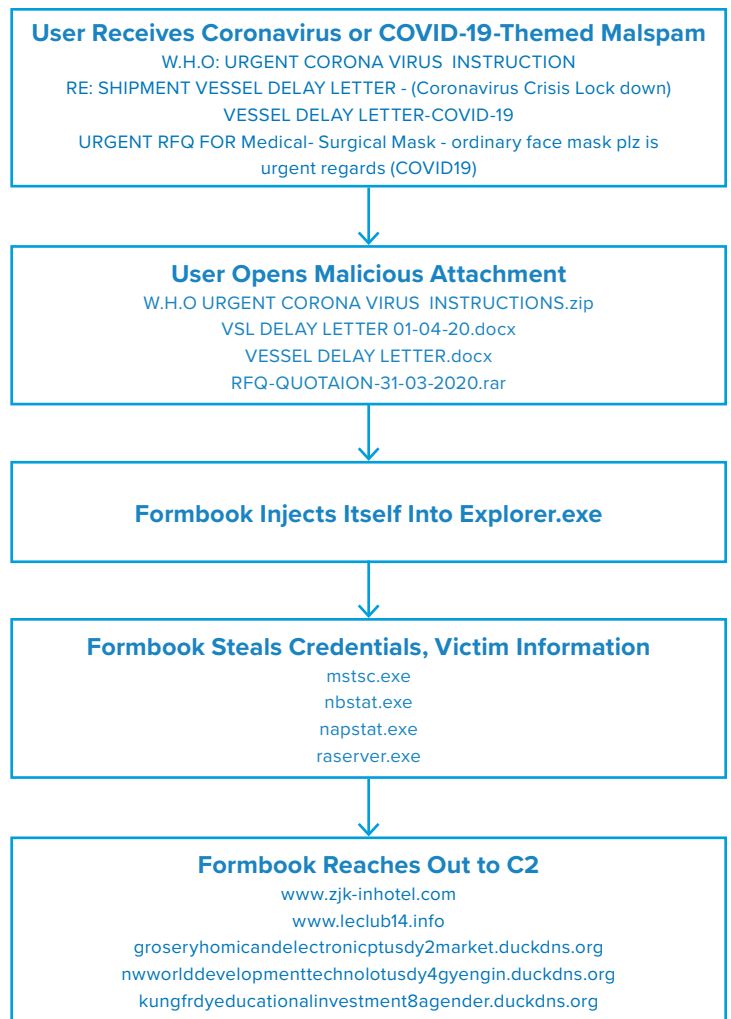 User Receives Coronavirus or COVID-19-Themed Malspam
W.H.O: URGENT CORONA VIRUS  INSTRUCTION
RE: SHIPMENT VESSEL DELAY LETTER - (Coronavirus Crisis Lock down)
VESSEL DELAY LETTER-COVID-19
URGENT RFQ FOR Medical- Surgical Mask - ordinary face mask plz is
urgent regards (COVID19)
User Opens Malicious Attachment
W.H.O URGENT CORONA VIRUS  INSTRUCTIONS.zip
VSL DELAY LETTER 01-04-20.docx
VESSEL DELAY LETTER.docx
RFQ-QUOTAION-31-03-2020.rar
Formbook Injects Itself Into Explorer.exe
Formbook Steals Credentials, Victim Information
mstsc.exe
nbstat.exe
napstat.exe
raserver.exe
Formbook Reaches Out to C2
www.zjk-inhotel.com
www.leclub14.info
groseryhomicandelectronicptusdy2market.duckdns.org
nwworlddevelopmenttechnolotusdy4gyengin.duckdns.org
kungfrdyeducationalinvestment8agender.duckdns.org